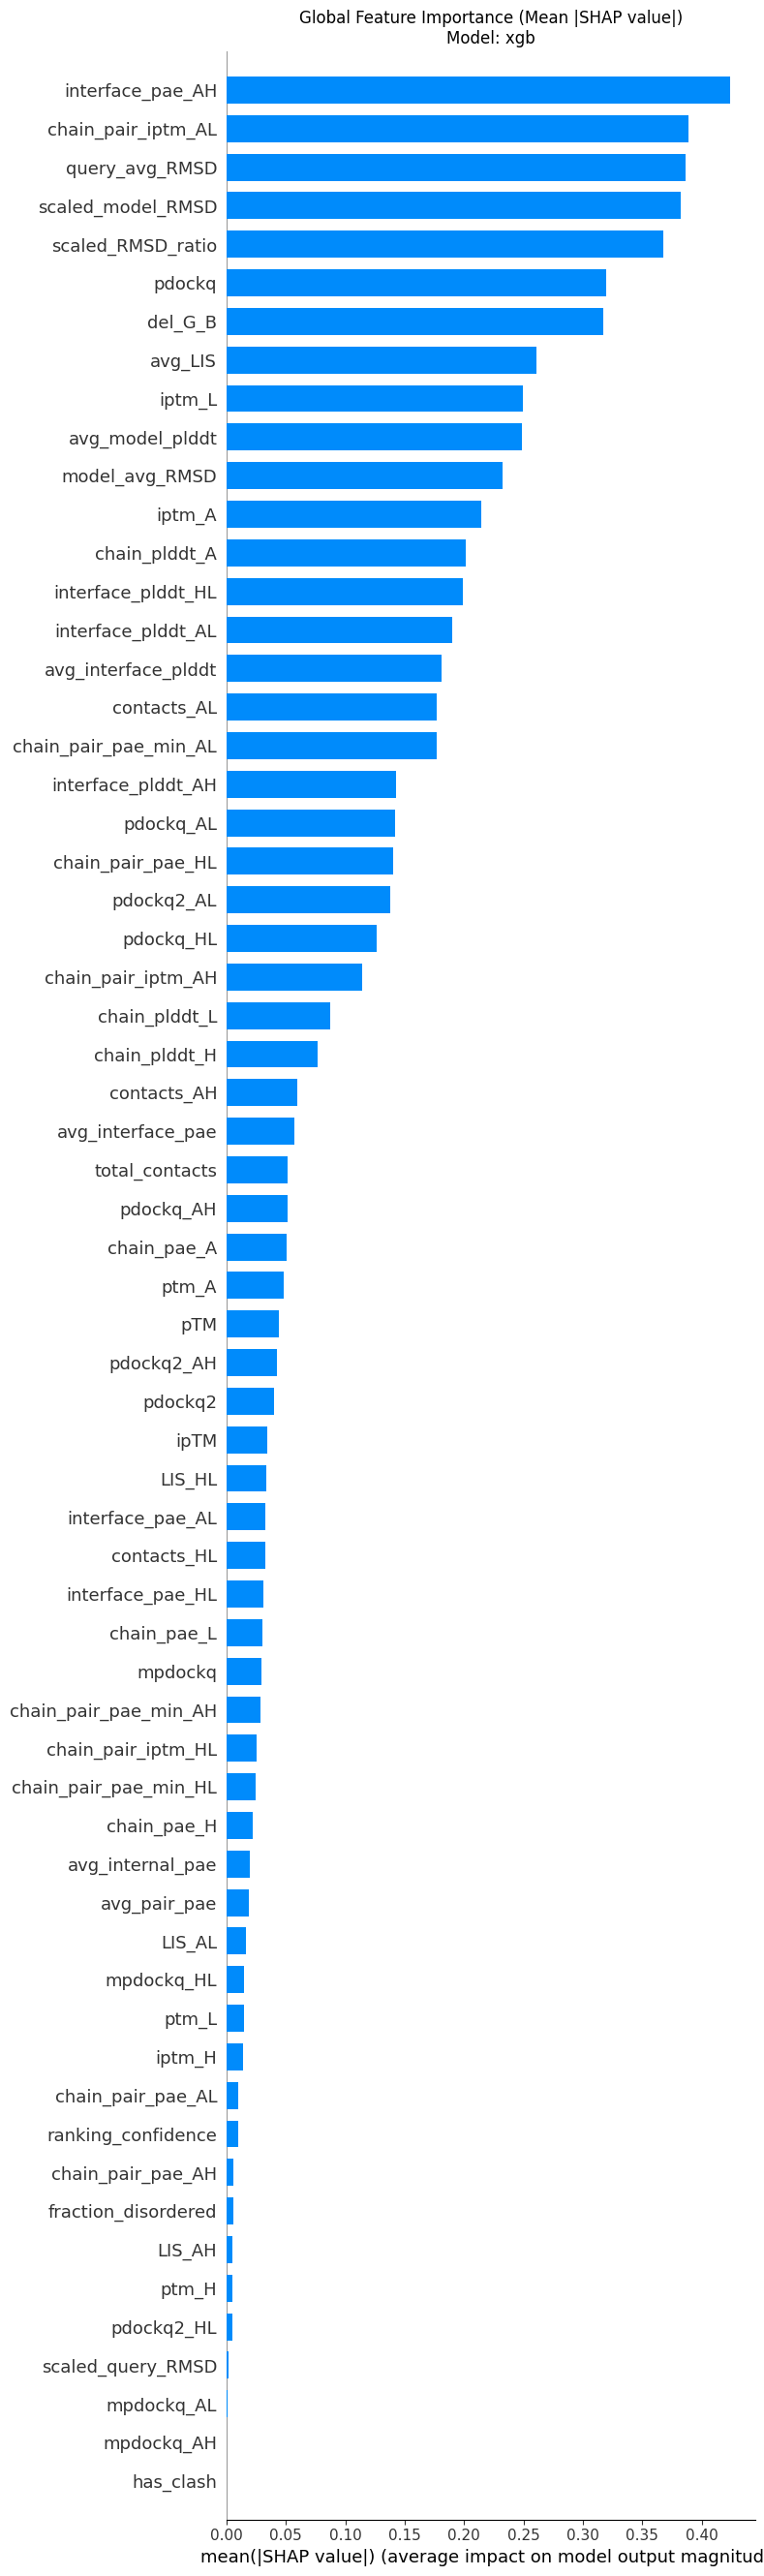 Global Feature Importance (Mean |SHAP value|)
Model: xgb
interface_pae_AH
chain_pair_iptm_AL
query_avg_RMSD
scaled_model_RMSD
scaled_RMSD_ratio
pdockq
del_G_B
avg_LIS
iptm_L
avg_model_plddt
model_avg_RMSD
iptm_A
chain_plddt_A
interface_plddt_HL
interface_plddt_AL
avg_interface_plddt
contacts_AL
chain_pair_pae_min_AL
interface_plddt_AH
pdockq_AL
chain_pair_pae_HL
pdockq2_AL
pdockq_HL
chain_pair_iptm_AH
chain_plddt_L
chain_plddt_H
contacts_AH
avg_interface_pae
total_contacts
pdockq_AH
chain_pae_A
ptm_A
pTM
pdockq2_AH
pdockq2
ipTM
LIS_HL
interface_pae_AL
contacts_HL
interface_pae_HL
chain_pae_L
mpdockq
chain_pair_pae_min_AH
chain_pair_iptm_HL
chain_pair_pae_min_HL
chain_pae_H
avg_internal_pae
avg_pair_pae
LIS_AL
mpdockq_HL
ptm_L
iptm_H
chain_pair_pae_AL
ranking_confidence
chain_pair_pae_AH
fraction_disordered
LIS_AH
ptm_H
pdockq2_HL
scaled_query_RMSD
mpdockq_AL
mpdockq_AH
has_clash
0.00 0.05 0.10 0.15 0.20 0.25 0.30 0.35 0.40
mean(|SHAP value|) (average impact on model output magnitud